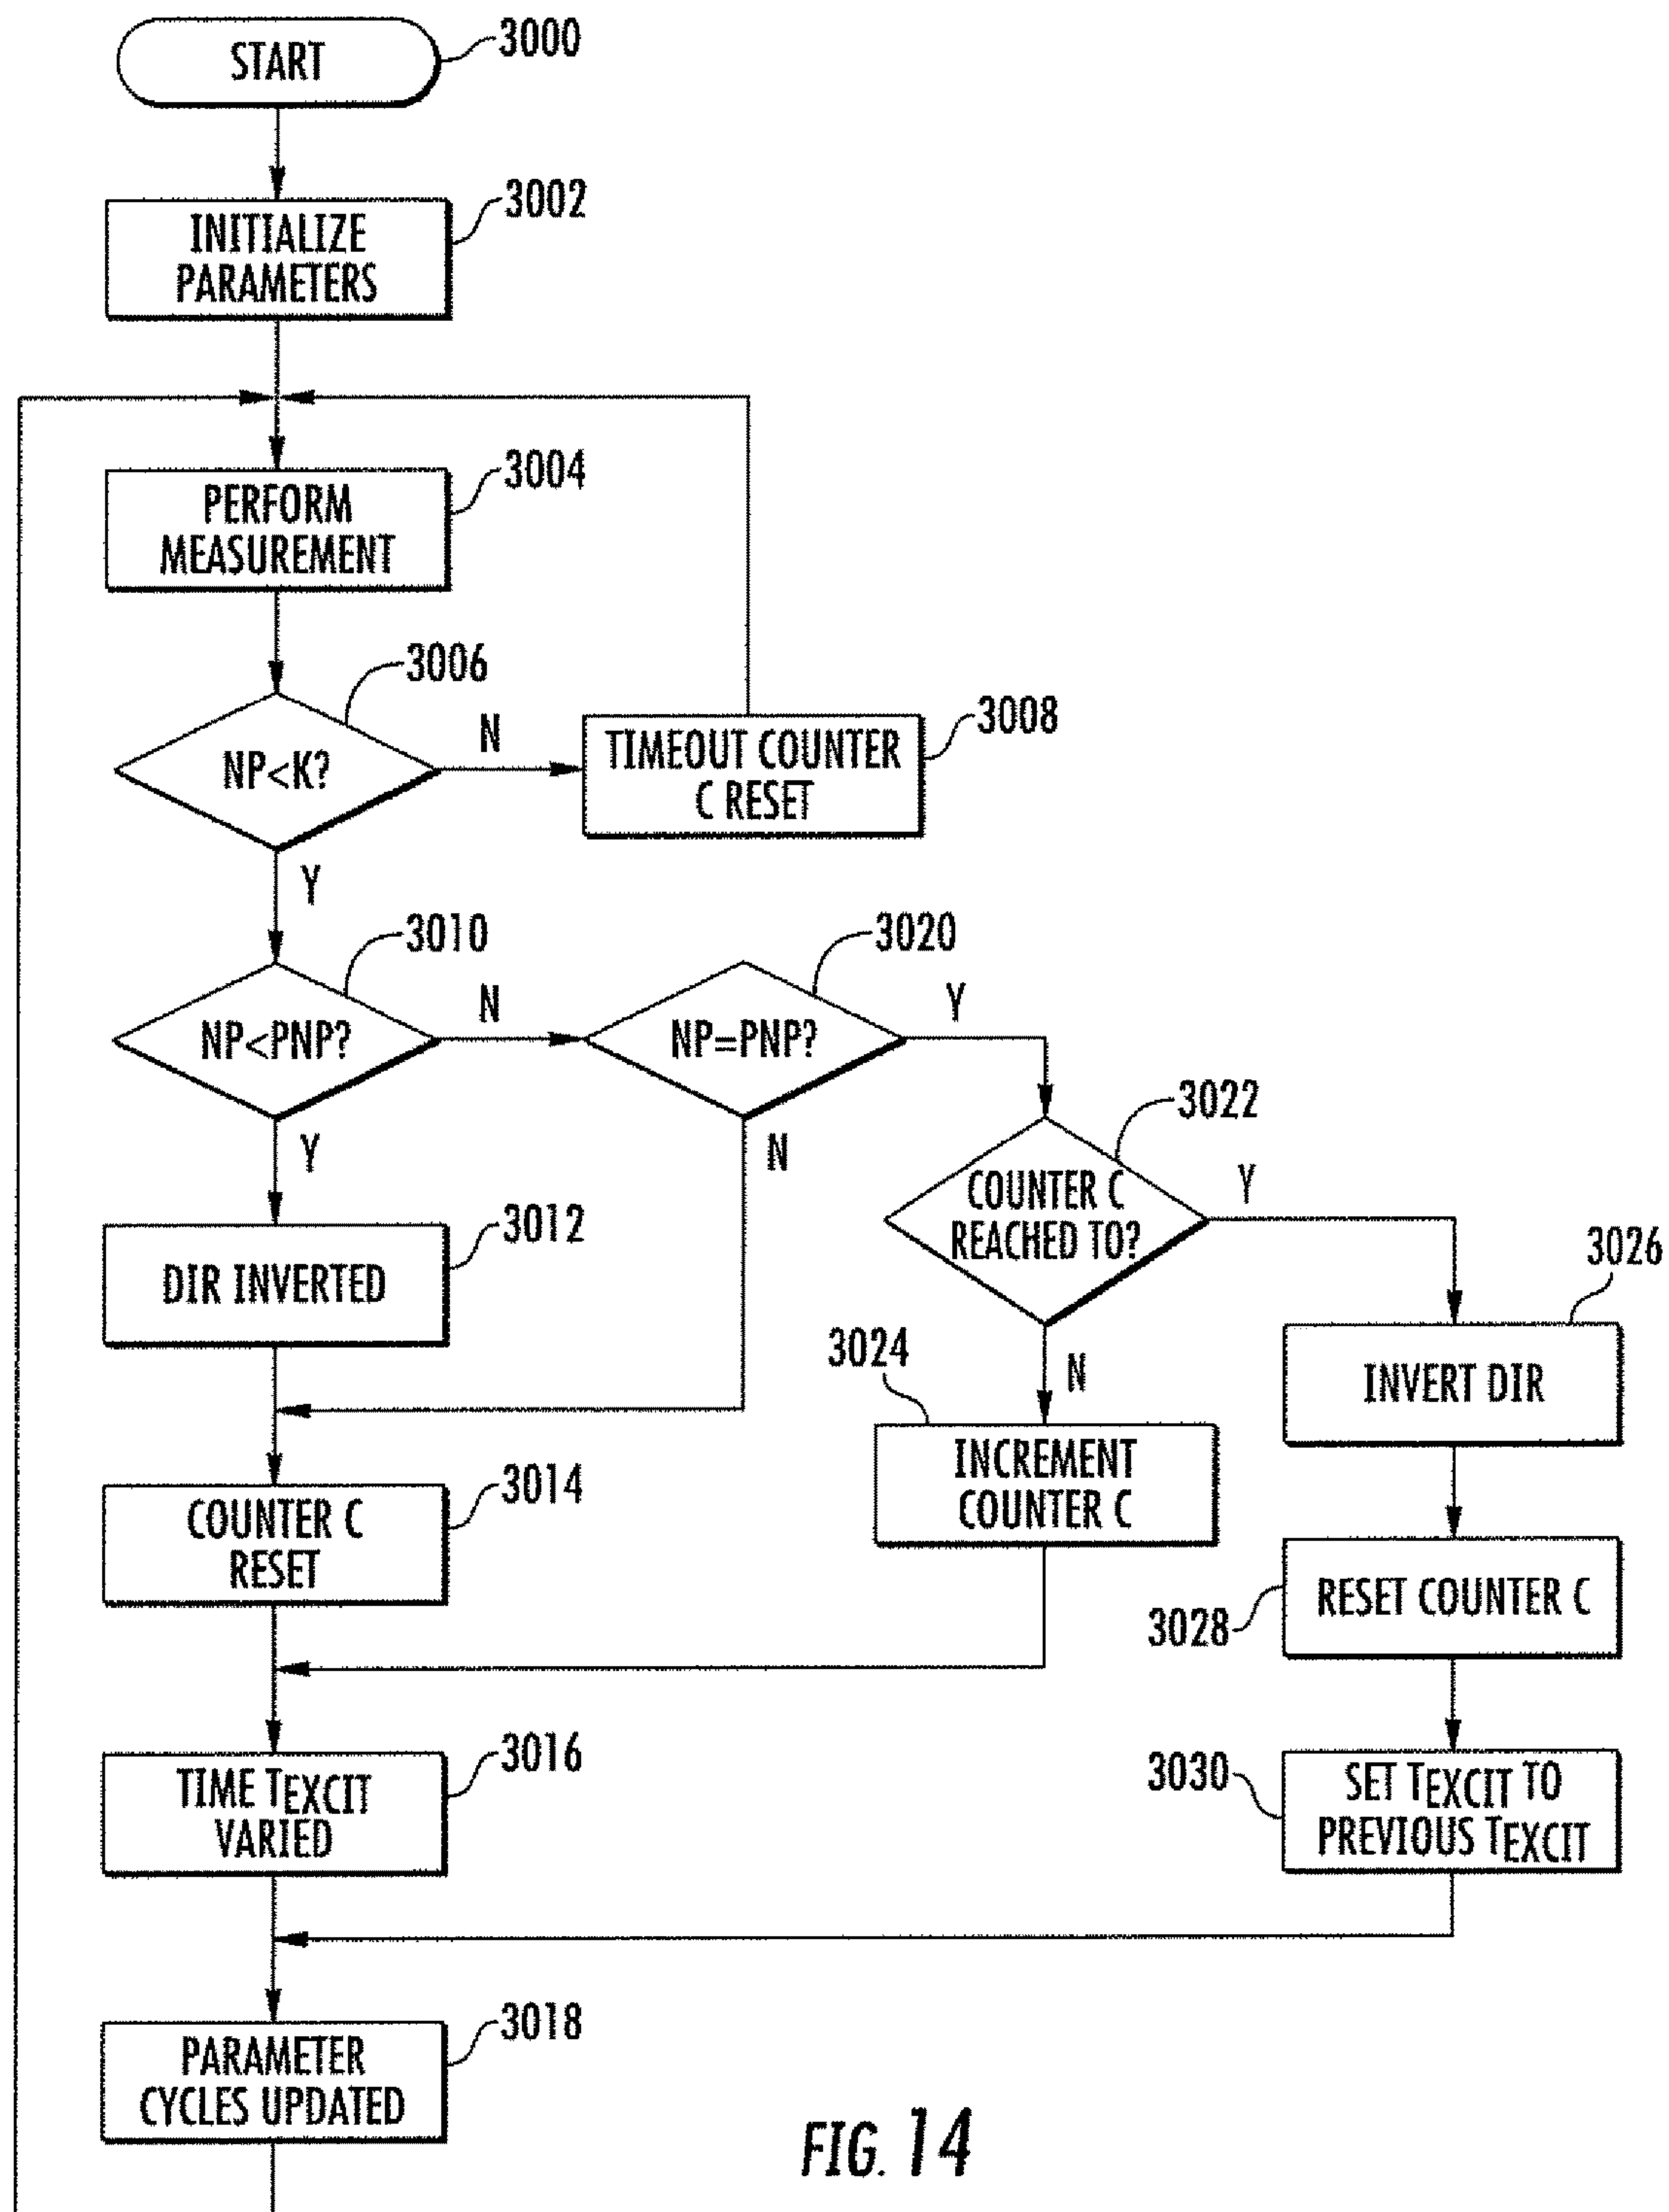 START
3000
INITIALIZE
PARAMETERS
3002
PERFORM
MEASUREMENT
3004
3006
NP<K?
N
TIMEOUT COUNTER
C RESET
3008
Y
3010
NP<PNP?
N
3020
NP=PNP?
Y
Y
N
3022
COUNTER C
REACHED TO?
Y
DIR INVERTED
3012
3026
INVERT DIR
3024
N
INCREMENT
COUNTER C
COUNTER C
RESET
3014
RESET COUNTER C
3028
TIME TEXCIT
VARIED
3016
3030
SET TEXCIT TO
PREVIOUS TEXCIT
PARAMETER
CYCLES UPDATED
3018
FIG. 14